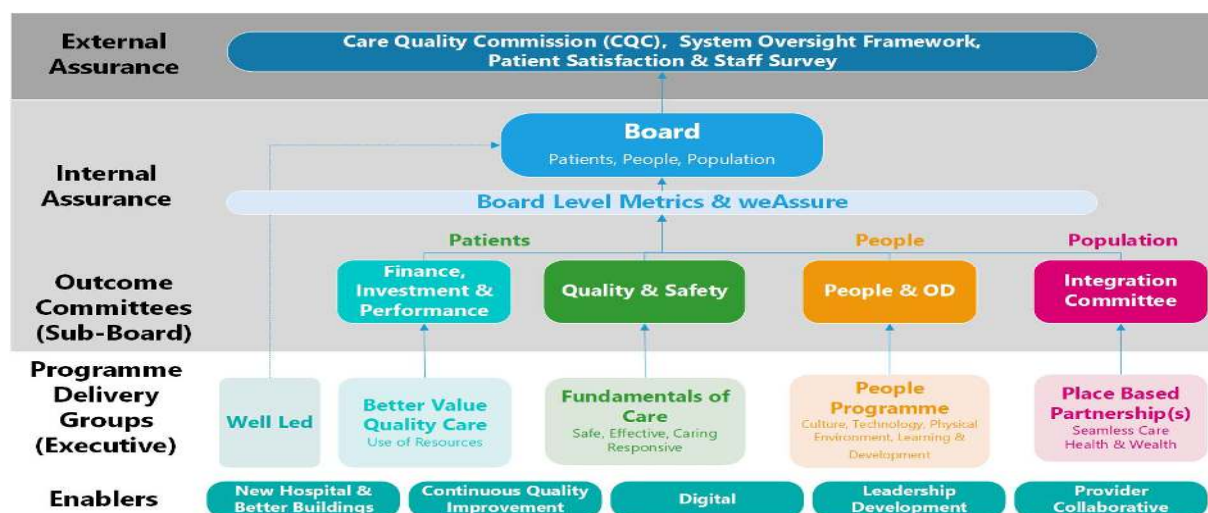 External
Assurance
Care Quality Commission (CQC), System Oversight Framework,
Patient Satisfaction & Staff Survey
Internal
Assurance
Board
Patients, People, Population
Board Level Metrics & weAssure
Patients
People
Population
Outcome
Committees
(Sub-Board)
Finance,
Investment &
Performance
Quality & Safety
People & OD
Integration
Committee
Programme
Delivery
Groups
(Executive)
Well Led
Better Value
Quality Care
Use of Resources
Fundamentals of
Care
Safe, Effective, Caring
Responsive
People
Programme
Culture, Technology, Physical
Environment, Learning &
Development
Place Based
Partnership(s)
Seamless Care
Health & Wealth
Enablers
New Hospital &
Better Buildings
Continuous Quality
Improvement
Digital
Leadership
Development
Provider
Collaborative